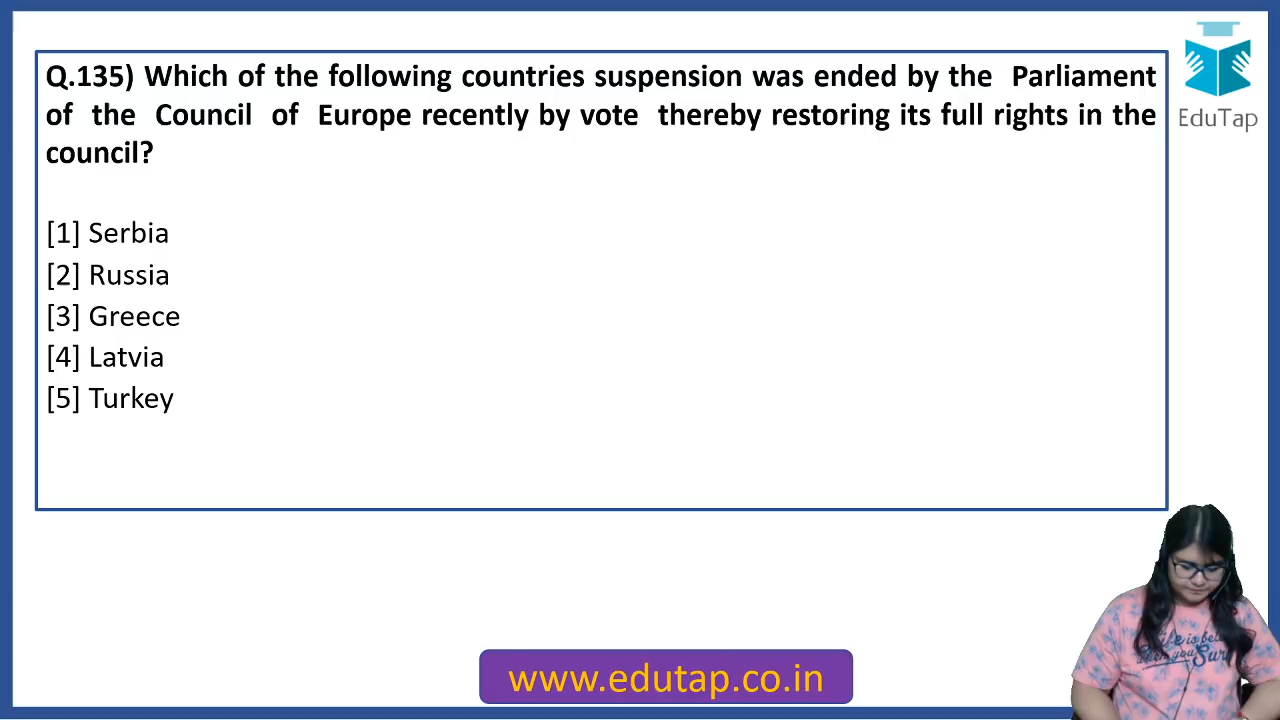 Q.135) Which of the following countries suspension was ended by the Parliament
of the Council of Europe recently by vote thereby restoring its full rights in the
council?
[1] Serbia
[2] Russia
[3] Greece
[4] Latvia
[5] Turkey
EduTap
www.edutap.co.in